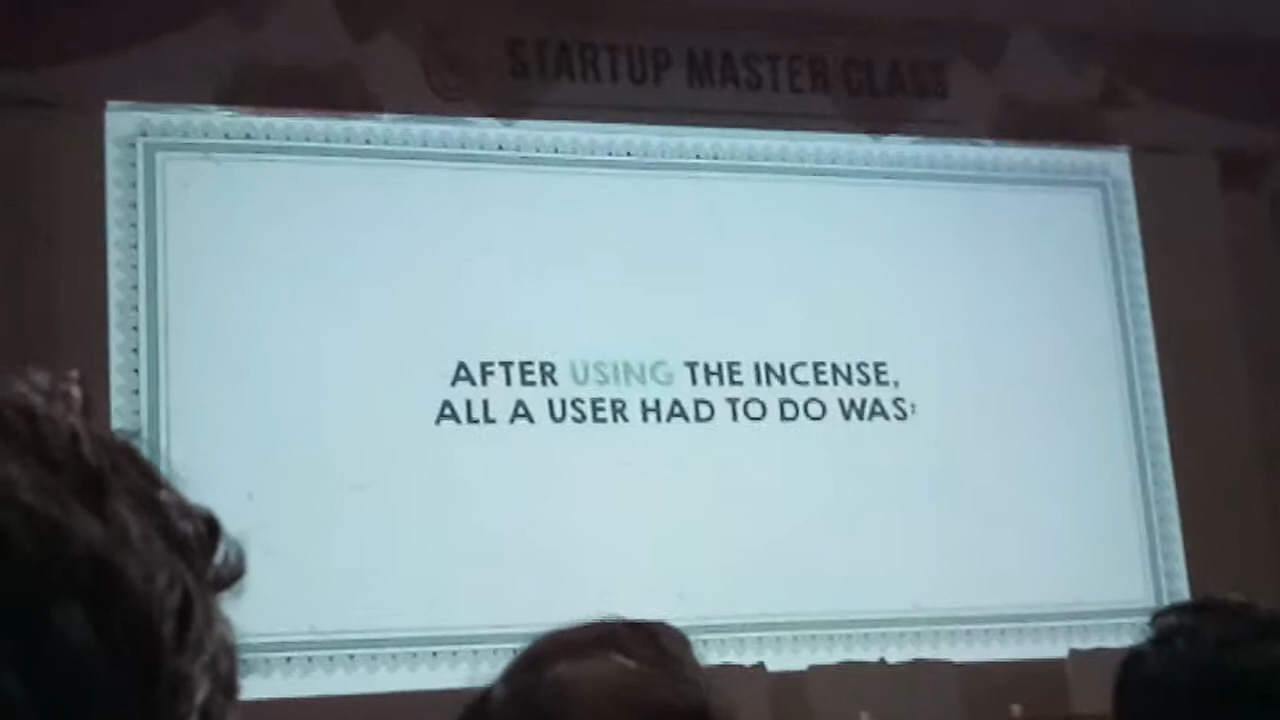 STARTUP MASTER CLASS
AFTER USING THE INCENSE,
ALL A USER HAD TO DO WAS: